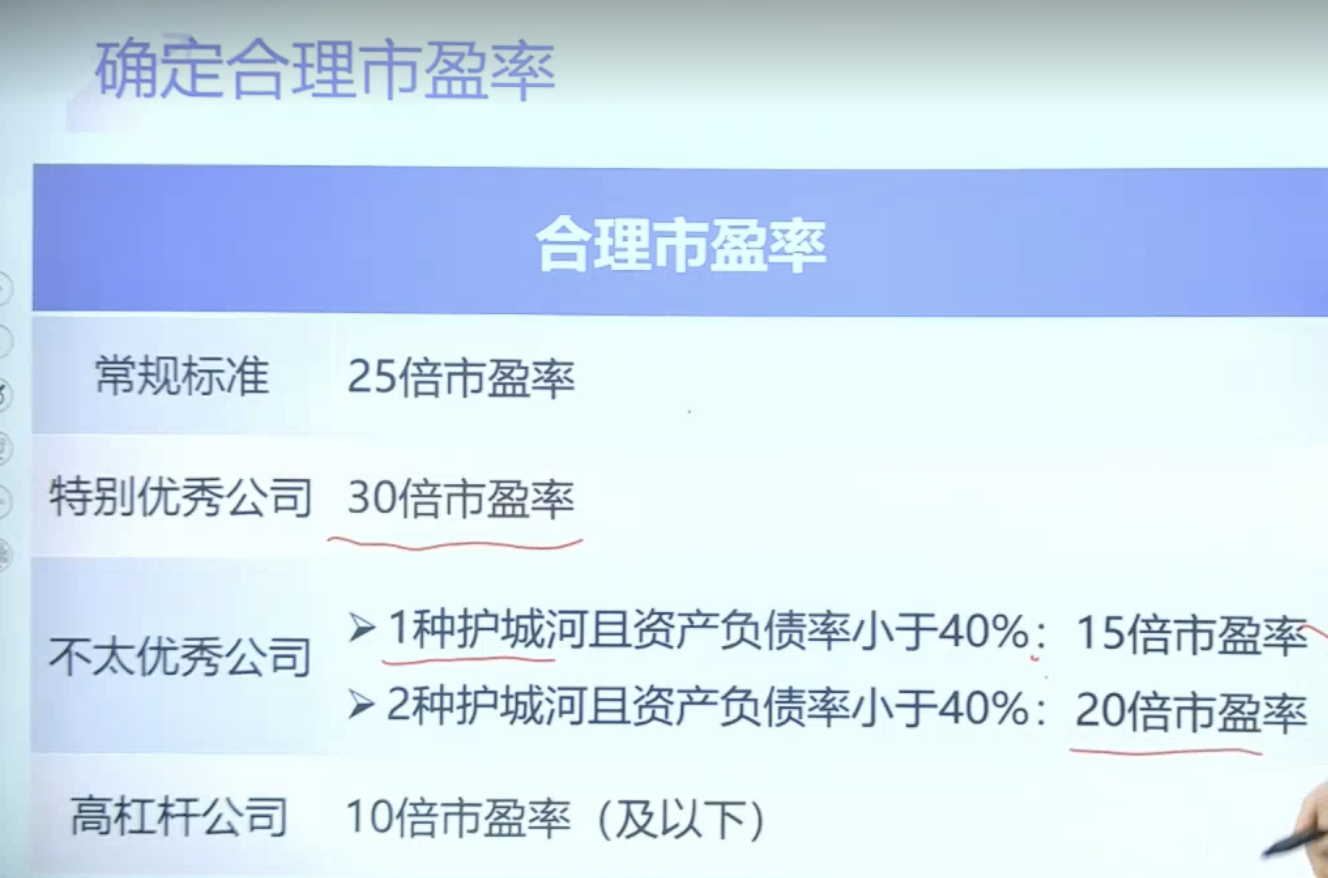 确定合理市盈率
合理市盈率
常规标准 25倍市盈率
特别优秀公司 30倍市盈率
不太优秀公司
➢ 1种护城河且资产负债率小于40%：15倍市盈率
➢ 2种护城河且资产负债率小于40%：20倍市盈率
高杠杆公司 10倍市盈率（及以下）